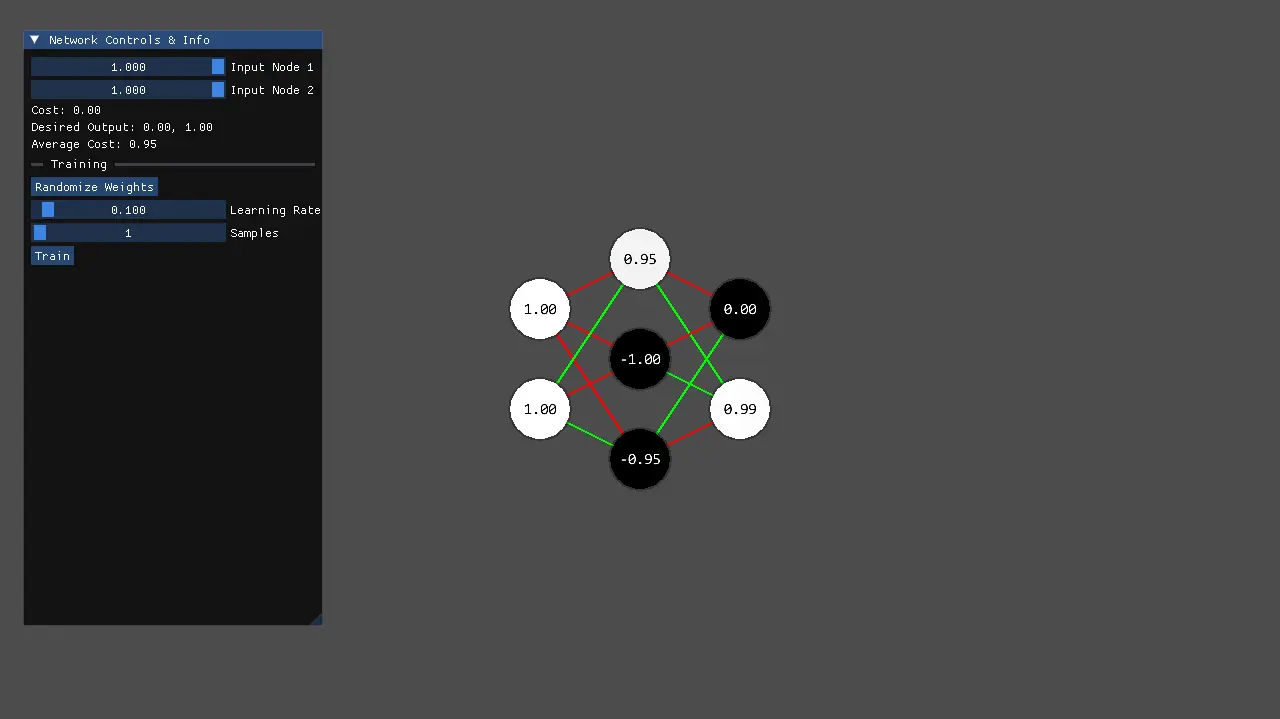 Network Controls & Info
1.000 Input Node 1
1.000 Input Node 2
Cost: 0.00
Desired Output: 0.00, 1.00
Average Cost: 0.95
Training
Randomize Weights
0.100 Learning Rate
1 Samples
Train
0.95
1.00
0.00
-1.00
1.00
0.99
-0.95